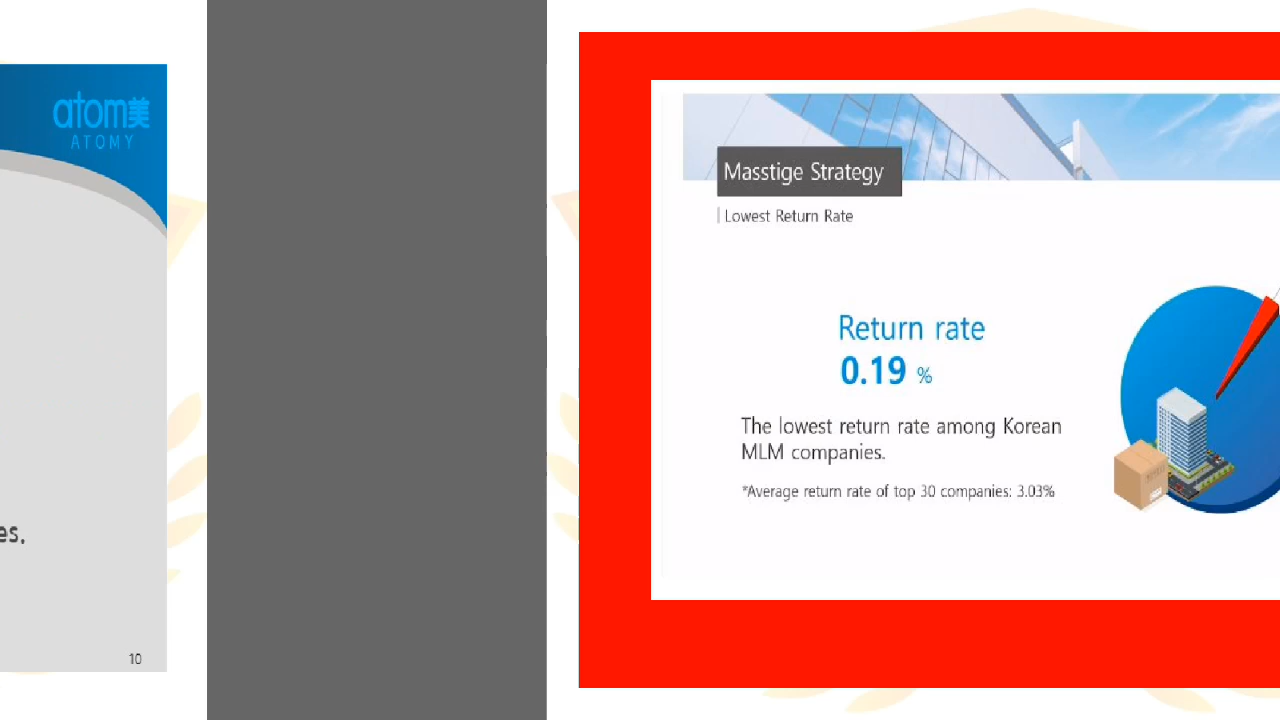 atom美
ATOMY
es.
10
Masstige Strategy
Lowest Return Rate
Return rate
0.19 %
The lowest return rate among Korean
MLM companies.
*Average return rate of top 30 companies: 3.03%